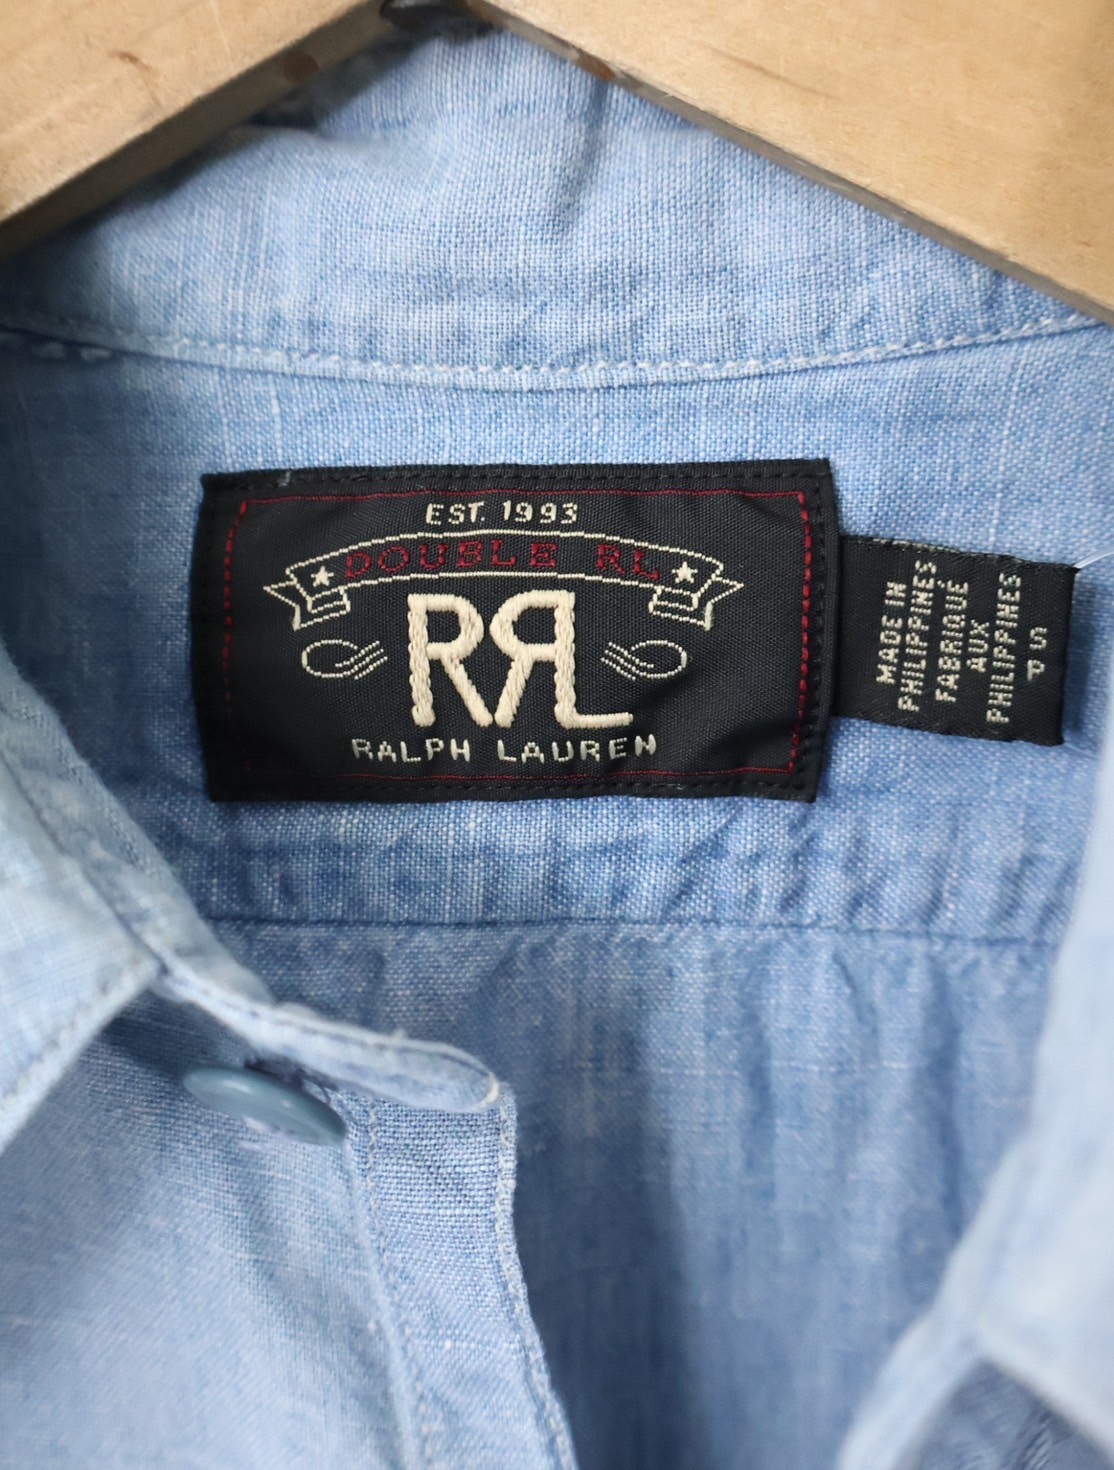 EST. 1993
DOUBLE RL
RRL
RALPH LAUREN
MADE IN
PHILIPPINES
FABRIQUÉ
AUX
PHILIPPINES
P S